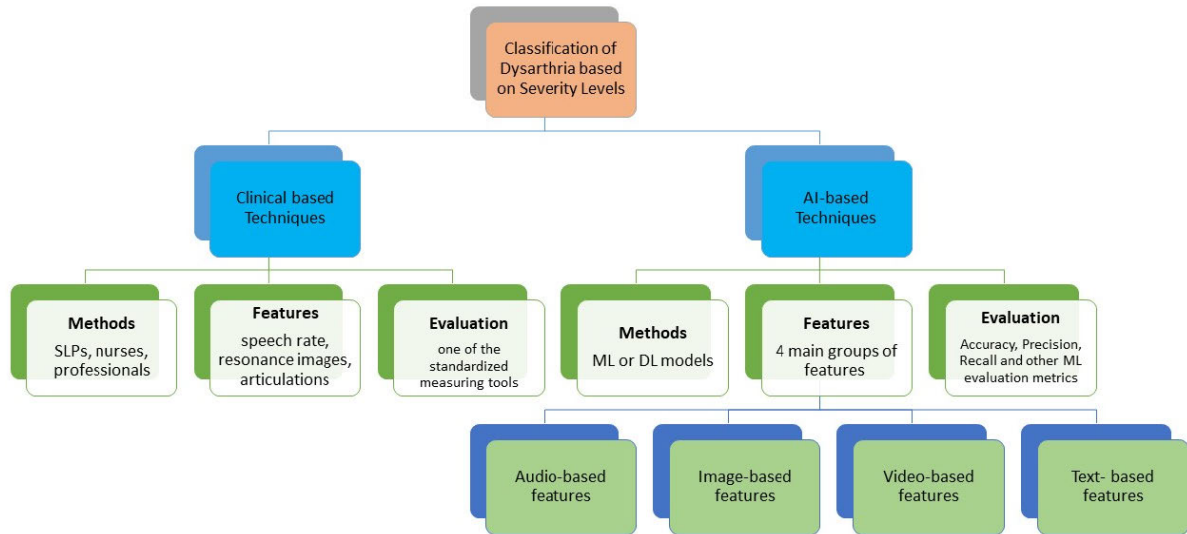 Classification of
Dysarthria based
on Severity Levels
Clinical based
Techniques
AI-based
Techniques
Methods
SLPs, nurses,
professionals
Features
speech rate,
resonance images,
articulations
Evaluation
one of the
standardized
measuring tools
Methods
ML or DL models
Features
4 main groups of
features
Evaluation
Accuracy, Precision,
Recall and other ML
evaluation metrics
Audio-based
features
Image-based
features
Video-based
features
Text- based
features